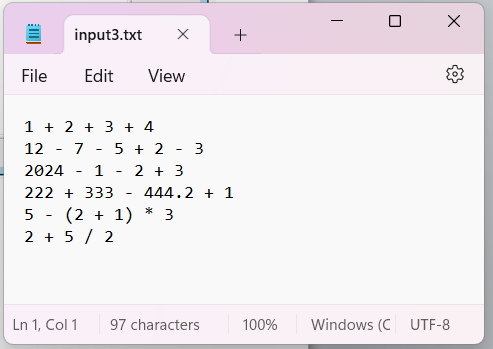 input3.txt
File Edit View
1 + 2 + 3 + 4
12 - 7 - 5 + 2 - 3
2024 - 1 - 2 + 3
222 + 333 - 444.2 + 1
5 - (2 + 1) * 3
2 + 5 / 2
Ln 1, Col 1 97 characters 100% Windows (C UTF-8